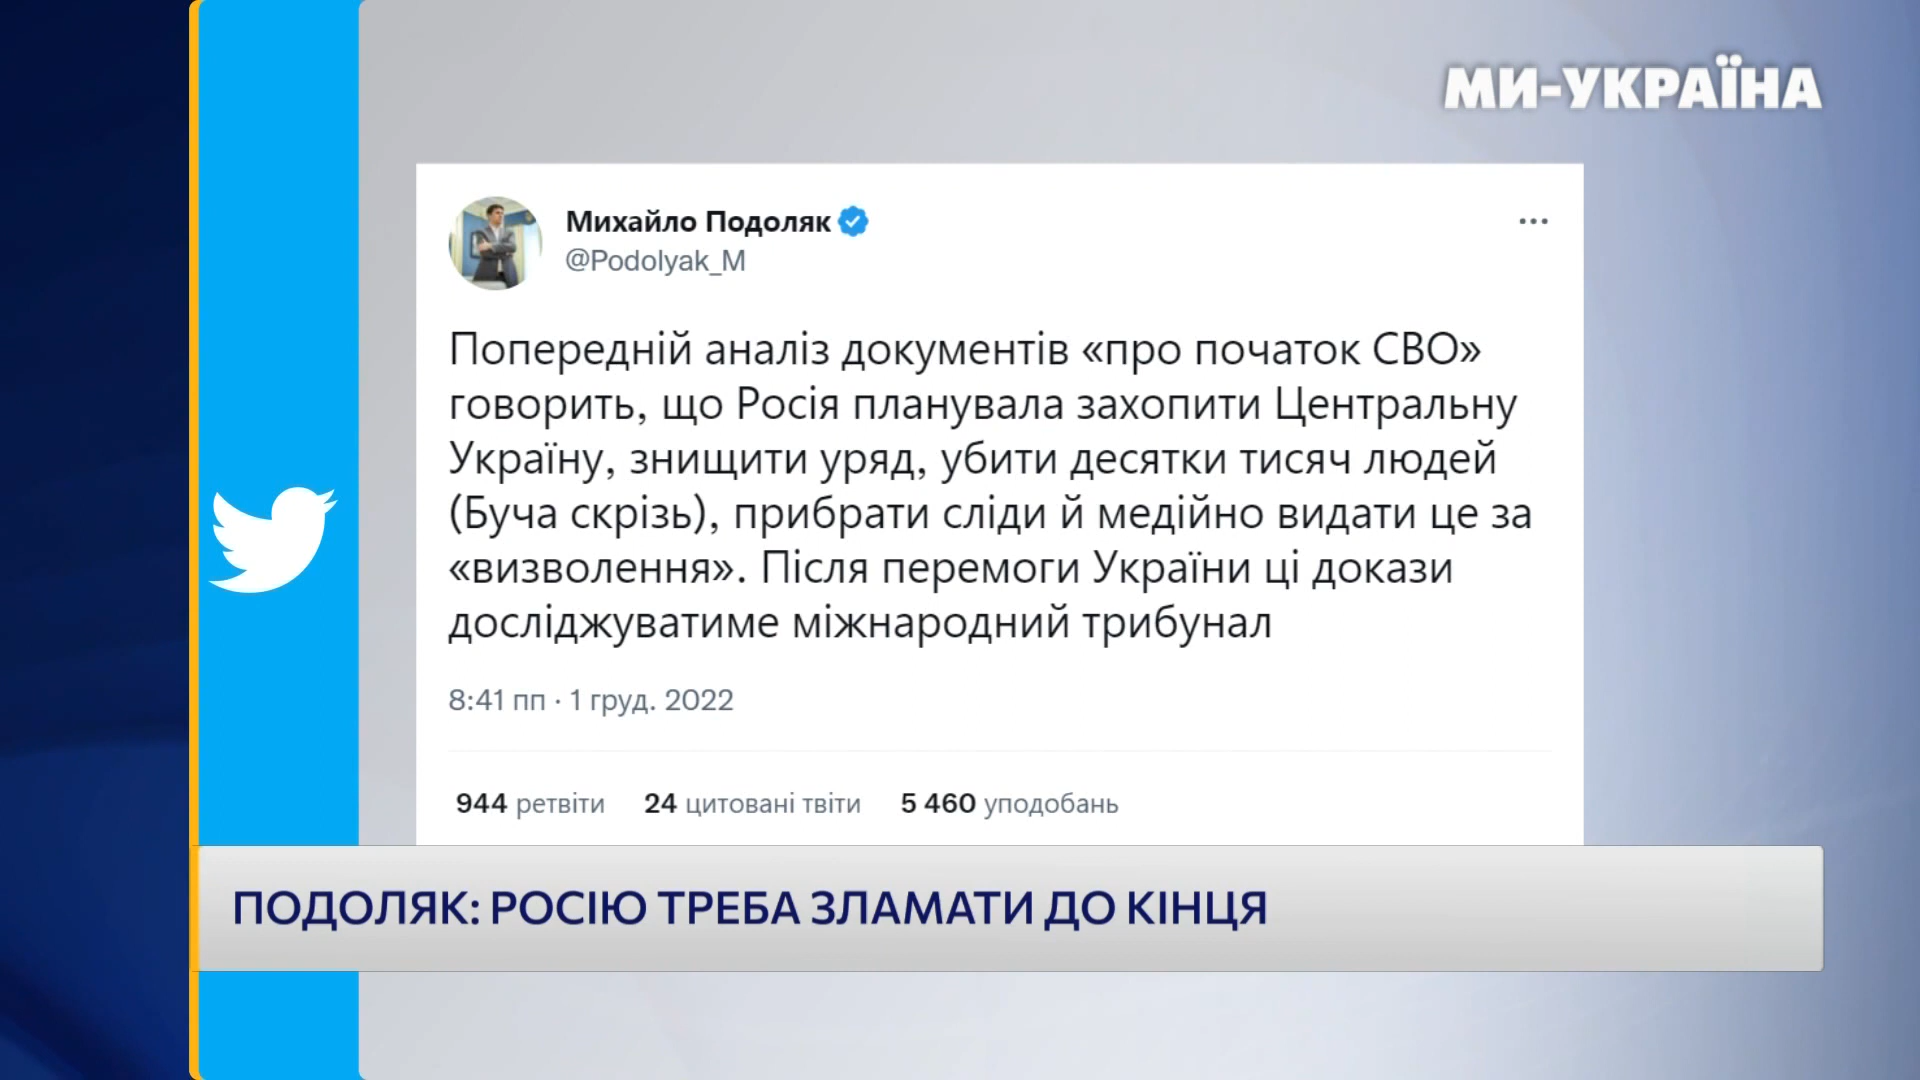 МИ-УКРАЇНА
Михайло Подоляк
@Podolyak_M
Попередній аналіз документів «про початок СВО»
говорить, що Росія планувала захопити Центральну
Україну, знищити уряд, убити десятки тисяч людей
(Буча скрізь), прибрати сліди й медійно видати це за
«визволення». Після перемоги України ці докази
досліджуватиме міжнародний трибунал
8:41 пп · 1 груд. 2022
944 ретвіти 24 цитовані твіти 5 460 уподобань
ПОДОЛЯК: РОСІЮ ТРЕБА ЗЛАМАТИ ДО КІНЦЯ